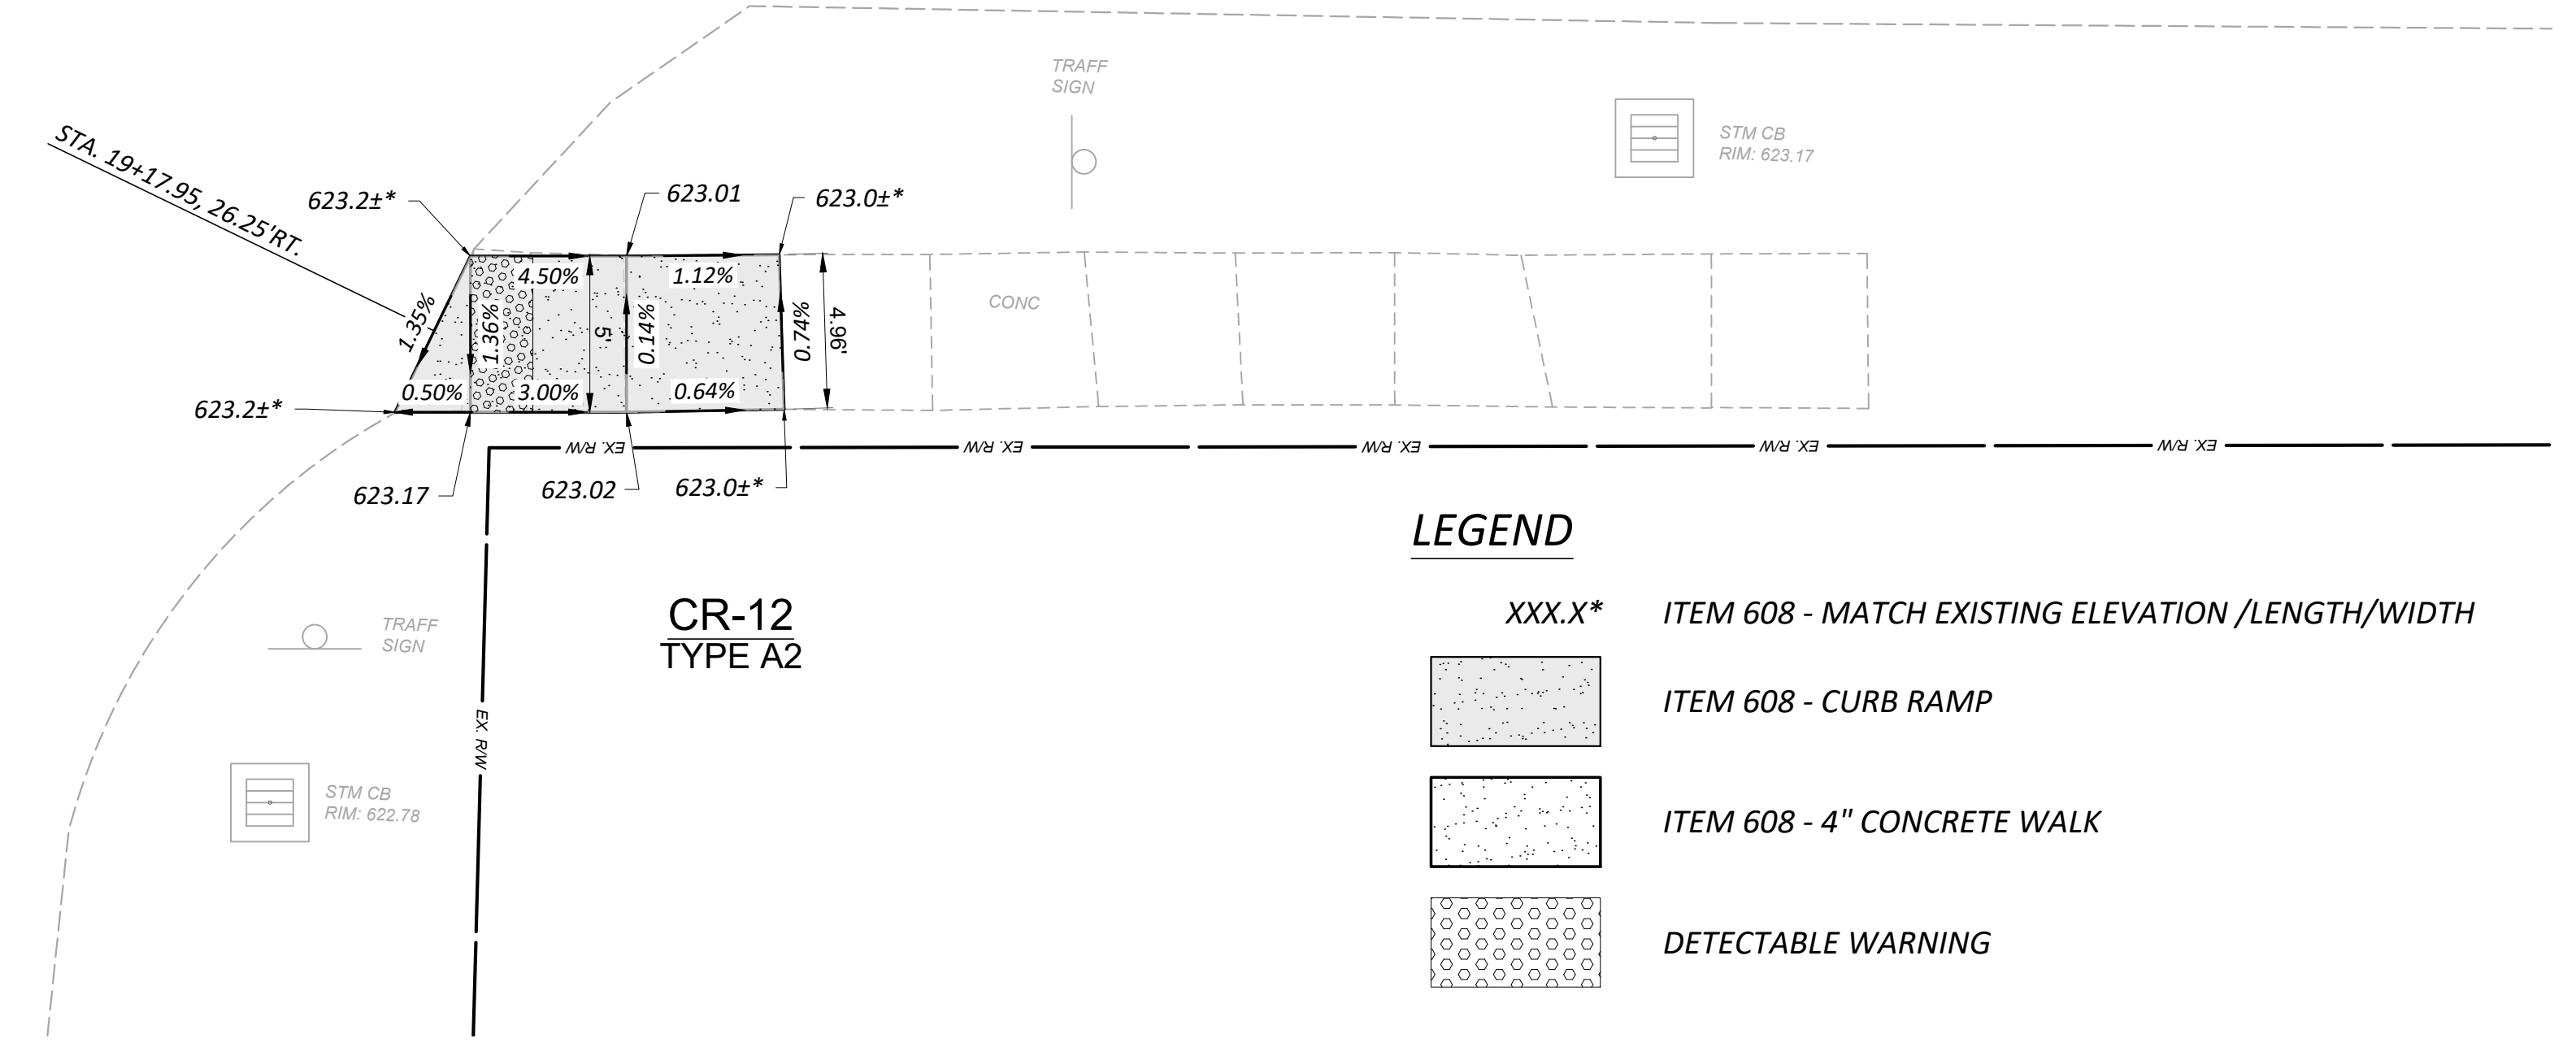 TRAFF
SIGN
STM CB
RIM: 623.17
STA. 19+17.95, 26.25'RT.
623.2±*
623.01
623.0±*
4.50%
1.12%
1.35%
1.36%
5'
0.14%
0.74%
4.96'
CONC
0.50%
3.00%
0.64%
623.2±*
EX. R/W
EX. R/W
EX. R/W
EX. R/W
EX. R/W
623.17
623.02
623.0±*
LEGEND
CR-12
TYPE A2
XXX.X* ITEM 608 - MATCH EXISTING ELEVATION /LENGTH/WIDTH
TRAFF
SIGN
ITEM 608 - CURB RAMP
EX. R/W
STM CB
RIM: 622.78
ITEM 608 - 4" CONCRETE WALK
DETECTABLE WARNING